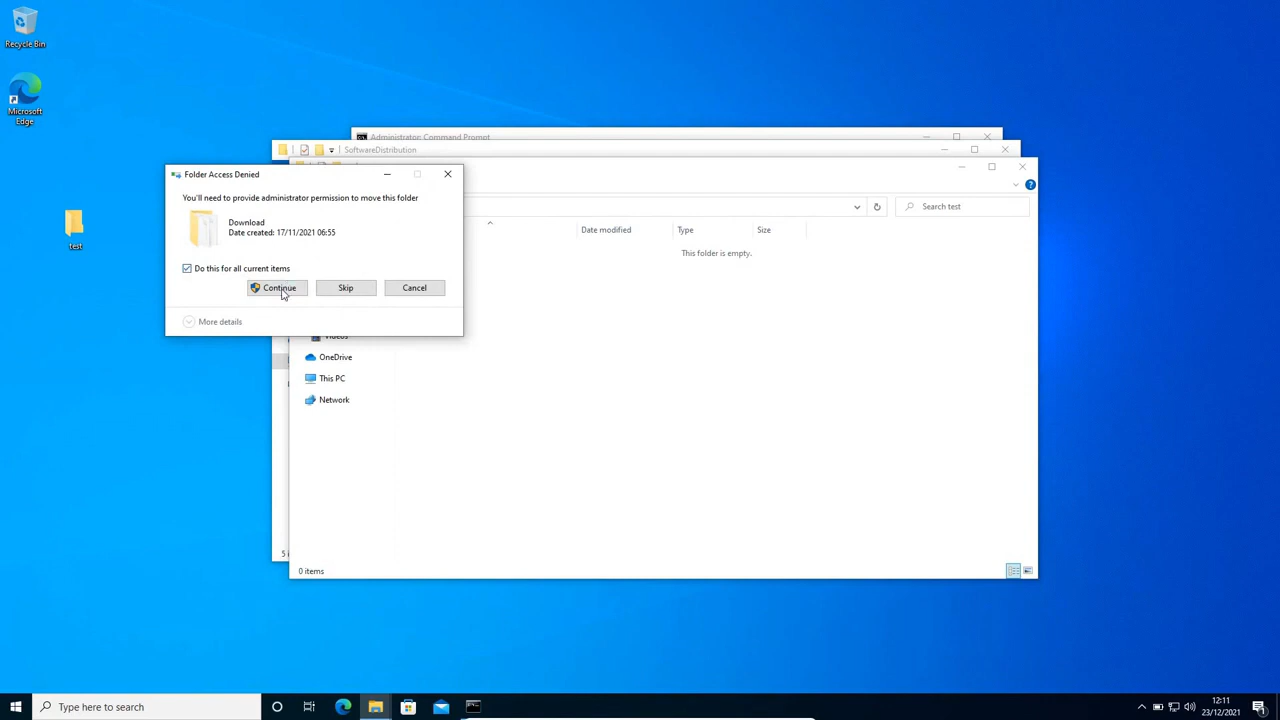 Recycle Bin
Microsoft
Edge
test
Administrator: Command Prompt
SoftwareDistribution
Folder Access Denied
You'll need to provide administrator permission to move this folder
Download
Date created: 17/11/2021 06:55
Do this for all current items
Continue
Skip
Cancel
More details
Search test
Date modified
Type
Size
This folder is empty.
Videos
OneDrive
This PC
Network
5 i
0 items
Type here to search
12:11
23/12/2021
1